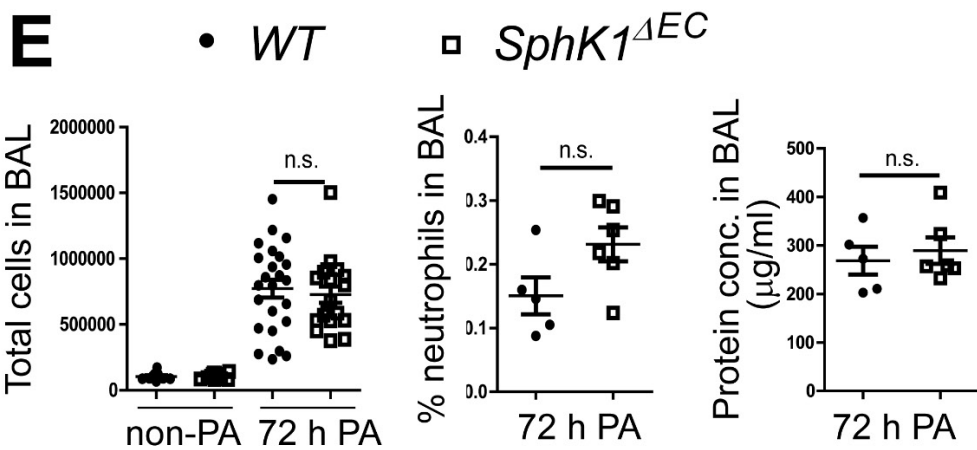 E
WT
SphK1ΔEC
Total cells in BAL
2000000
1500000
1000000
500000
0
n.s.
non-PA
72 h PA
% neutrophils in BAL
0.4
0.3
0.2
0.1
0.0
n.s.
72 h PA
Protein conc. in BAL
(µg/ml)
500
400
300
200
100
0
n.s.
72 h PA